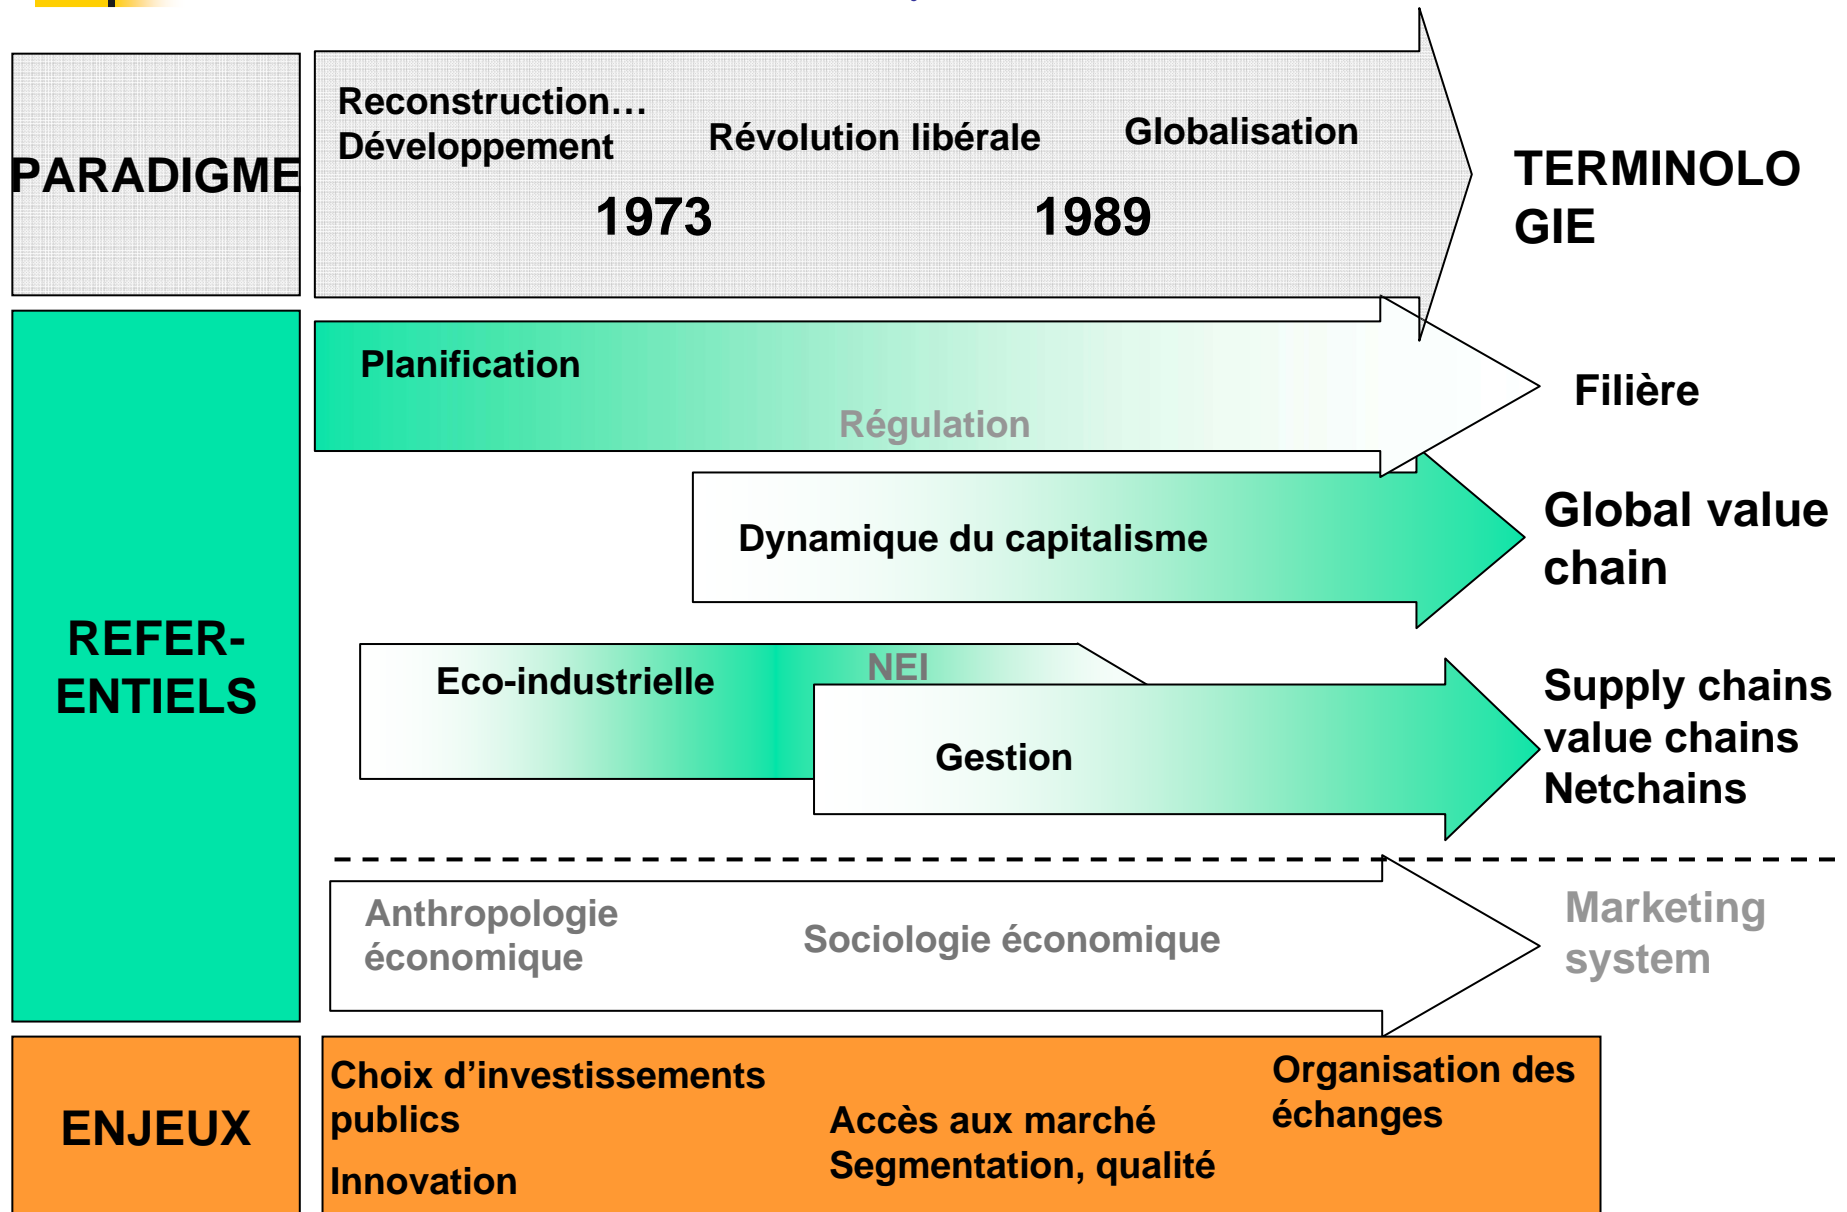 PARADIGME
Reconstruction…
Développement
Révolution libérale
Globalisation
1973
1989
TERMINOLO
GIE
REFER-
ENTIELS
Planification
Régulation
Filière
Dynamique du capitalisme
Global value
chain
Eco-industrielle
NEI
Gestion
Supply chains
value chains
Netchains
Anthropologie
économique
Sociologie économique
Marketing
system
ENJEUX
Choix d’investissements
publics
Innovation
Accès aux marché
Segmentation, qualité
Organisation des
échanges